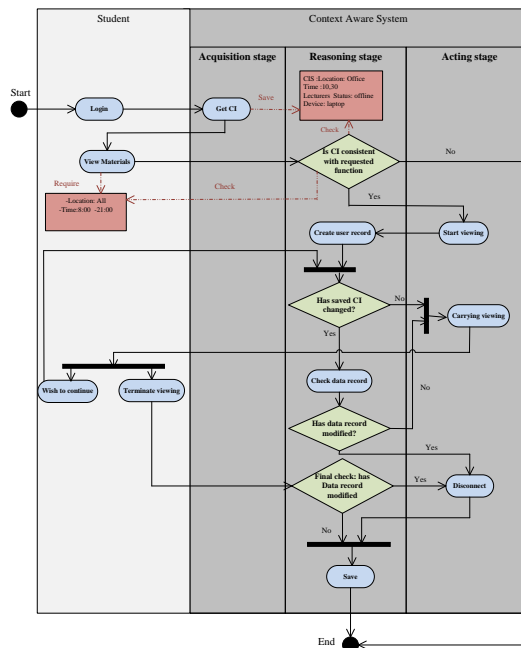 Student
Context Aware System
Acquisition stage
Reasoning stage
Acting stage
Start
CIS :Location: Office
Time :10,30
Lecturers Status: offline
Device: laptop
Login
Get CI
Save
Check
Is CI consistent
with requested
function
No
View Materials
Require
Check
Yes
-Location: All
-Time:8:00 -21:00
Create user record
Start viewing
Has saved CI
changed?
No
Carrying viewing
Yes
Wish to continue
Terminate viewing
Check data record
No
Has data record
modified?
Yes
Final check: has
Data record
modified
Yes
Disconnect
No
Save
End